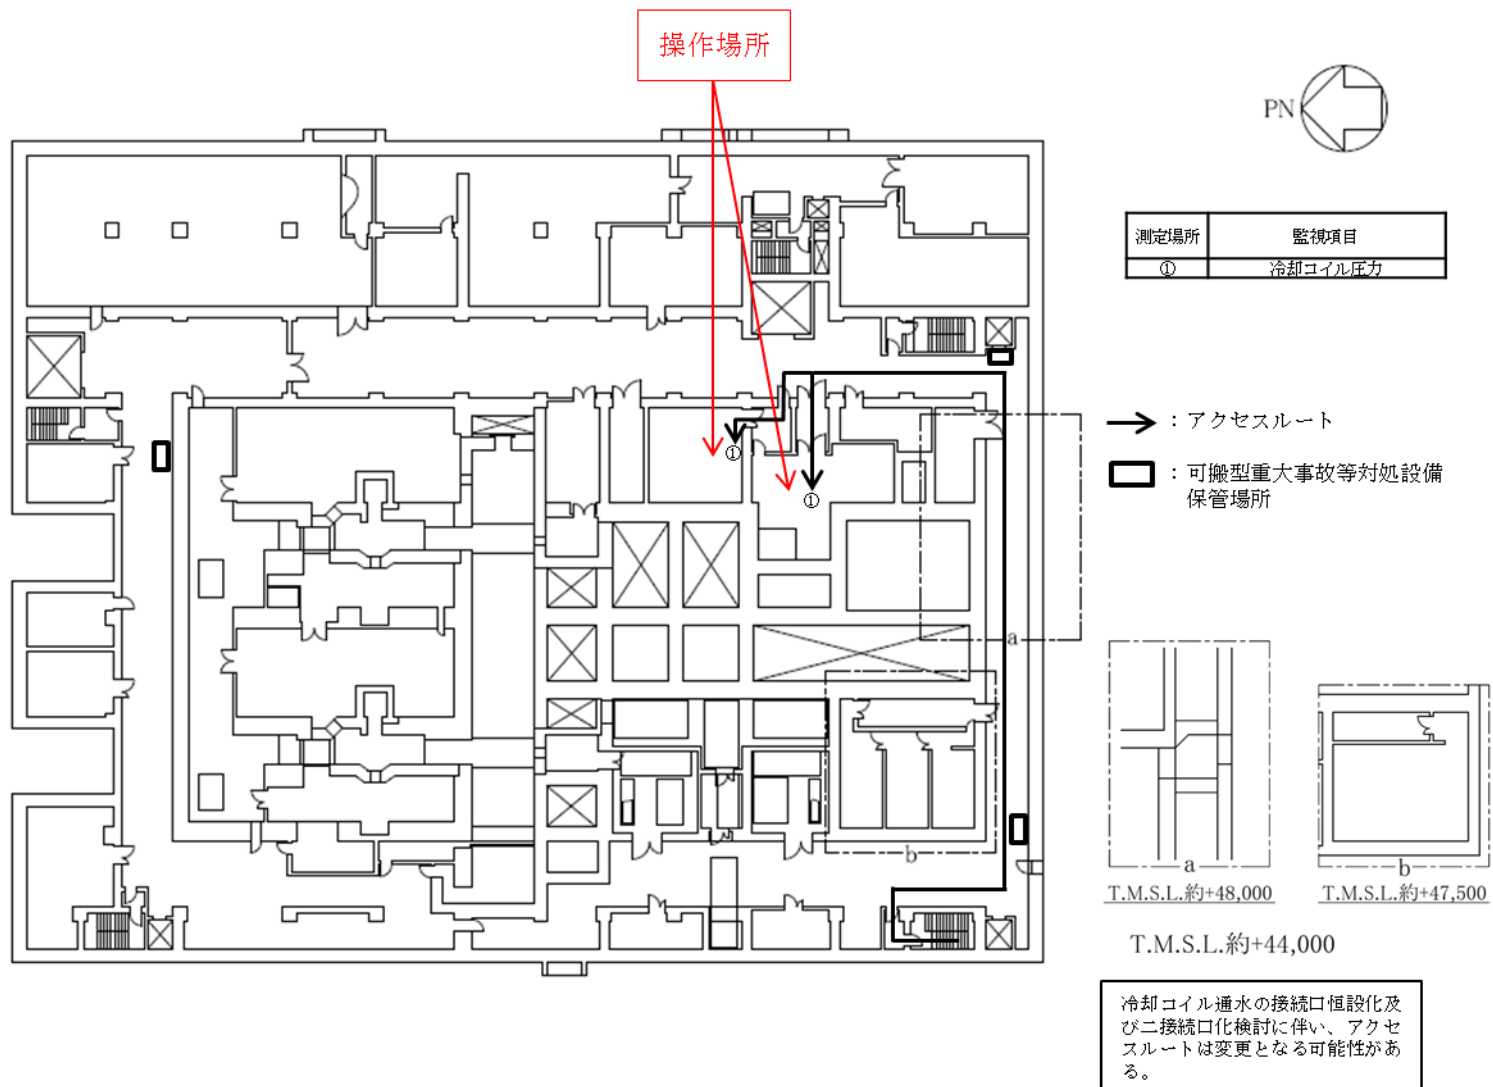 操作場所
PN
測定場所 監視項目
① 冷却コイル圧力
: アクセスルート
: 可搬型重大事故等対処設備
保管場所
①
①
a
b
a
T.M.S.L.約+48,000
b
T.M.S.L.約+47,500
T.M.S.L.約+44,000
冷却コイル通水の接続口恒設化及
び二接続口化検討に伴い、アクセ
スルートは変更となる可能性があ
る。